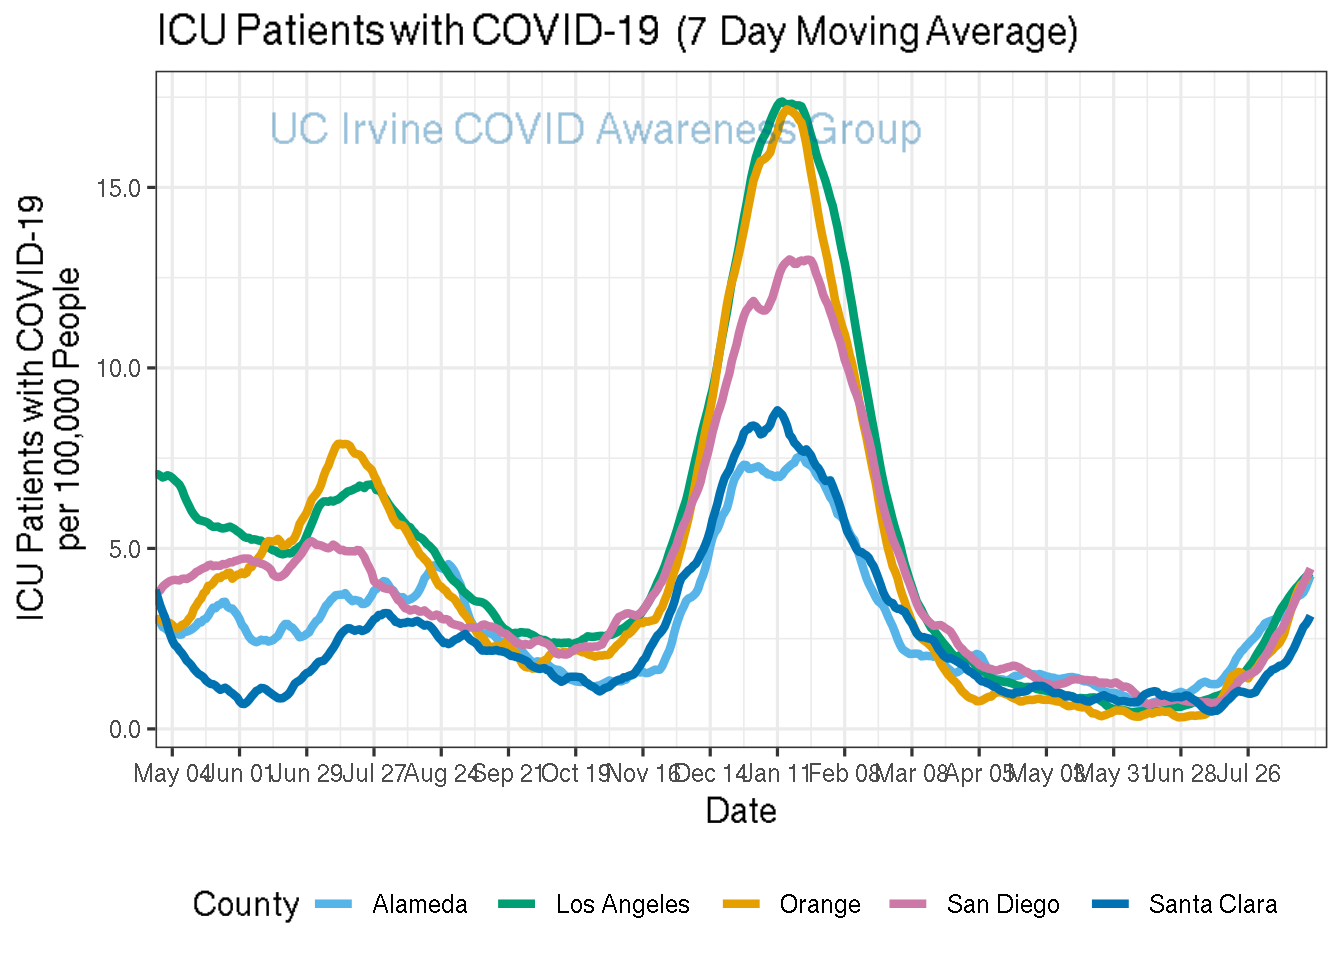 ICU Patients with COVID-19 (7 Day Moving Average)
UC Irvine COVID Awareness Group
ICU Patients with COVID-19
per 100,000 People
15.0
10.0
5.0
0.0
May 04 Jun 01 Jun 29 Jul 27 Aug 24 Sep 21 Oct 19 Nov 16 Dec 14 Jan 11 Feb 08 Mar 08 Apr 05 May 03 May 31 Jun 28 Jul 26
Date
County Alameda Los Angeles Orange San Diego Santa Clara